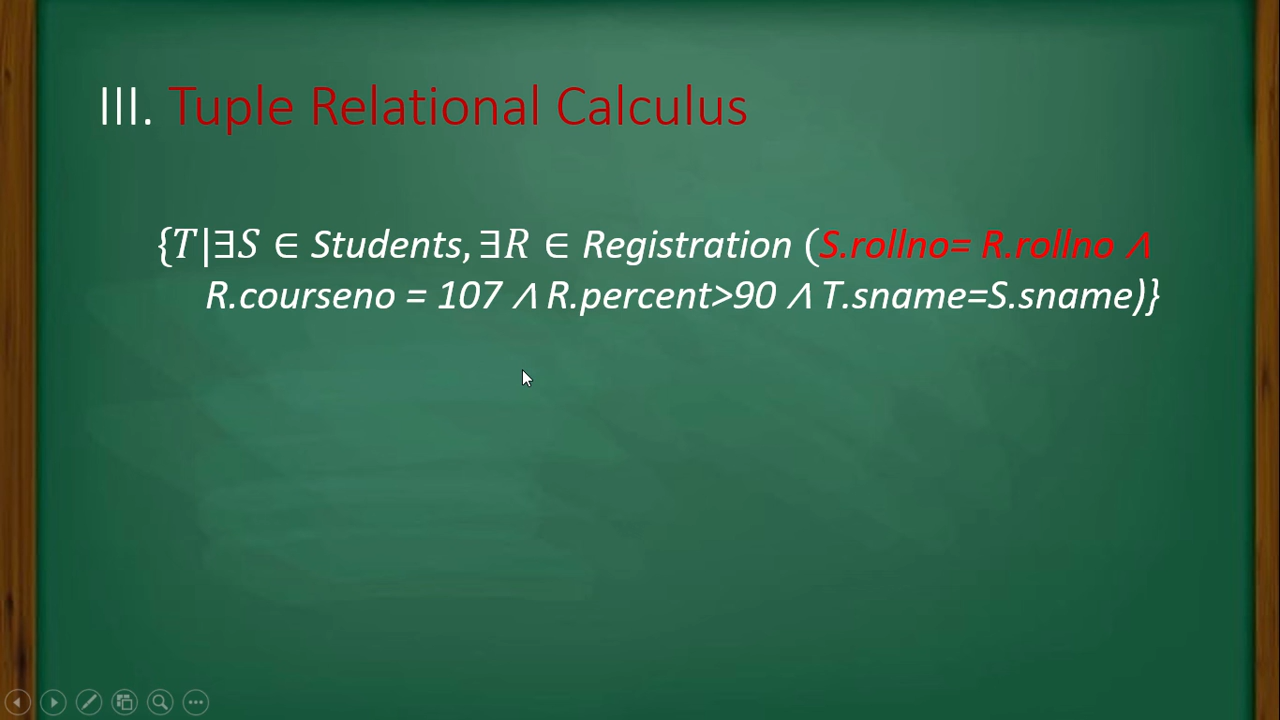 III. Tuple Relational Calculus
{T|∃S ∈ Students, ∃R ∈ Registration (S.rollno= R.rollno ∧
R.courseno = 107 ∧ R.percent>90 ∧ T.sname=S.sname)}